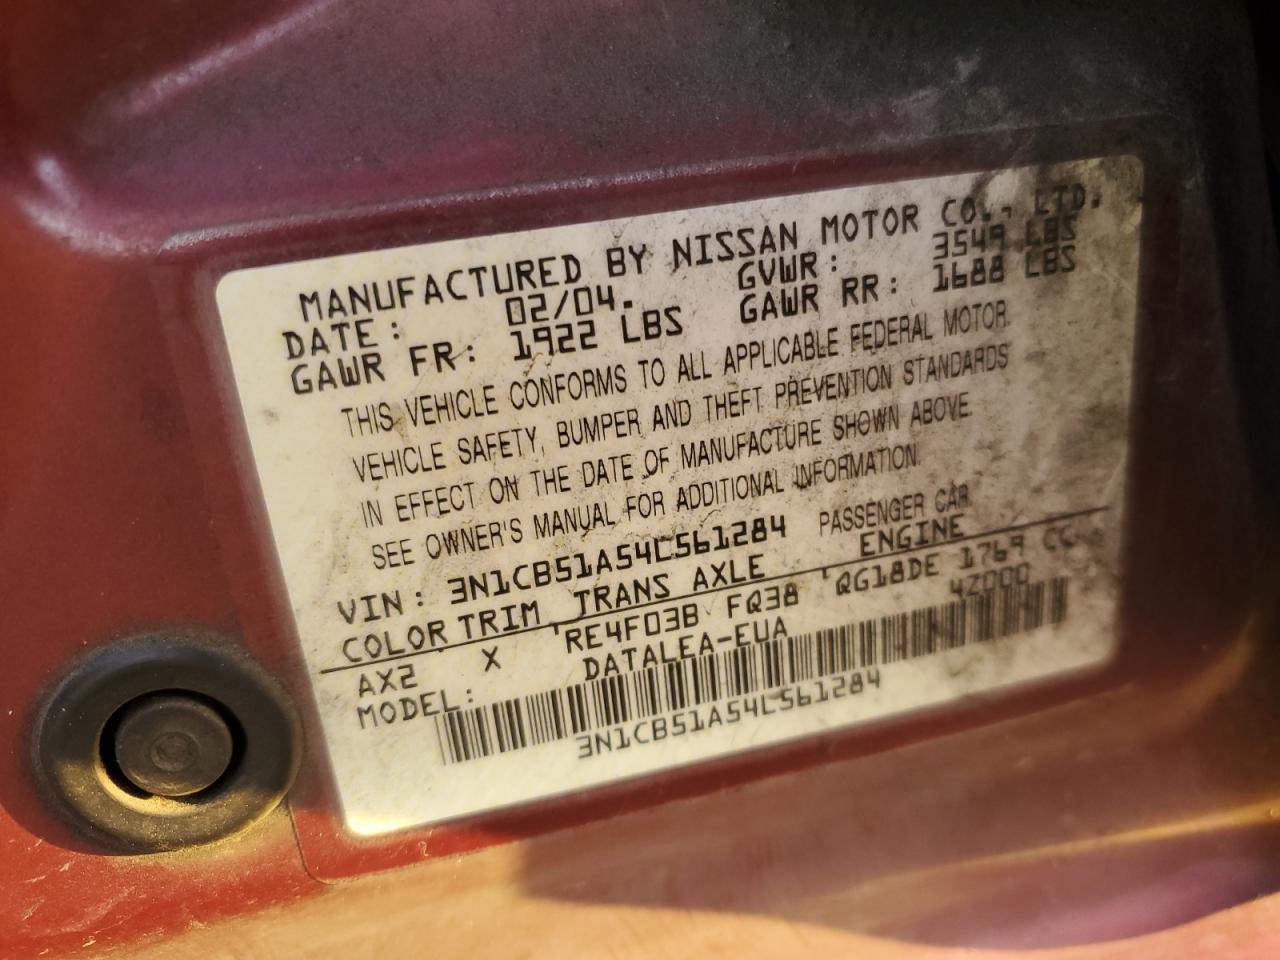 MANUFACTURED BY NISSAN MOTOR CO., LTD.
DATE: 02/04. GVWR: 3549 LBS
GAWR FR: 1922 LBS GAWR RR: 1688 LBS
THIS VEHICLE CONFORMS TO ALL APPLICABLE FEDERAL MOTOR
VEHICLE SAFETY, BUMPER AND THEFT PREVENTION STANDARDS
IN EFFECT ON THE DATE OF MANUFACTURE SHOWN ABOVE.
SEE OWNER'S MANUAL FOR ADDITIONAL INFORMATION.
VIN: 3N1CB51A54L561284 PASSENGER CAR
COLOR TRIM TRANS AXLE ENGINE
AX2 X RE4F03B FQ38 QG18DE 1769 CC
MODEL: DATALEA-EUA 4Z000
3N1CB51A54L561284